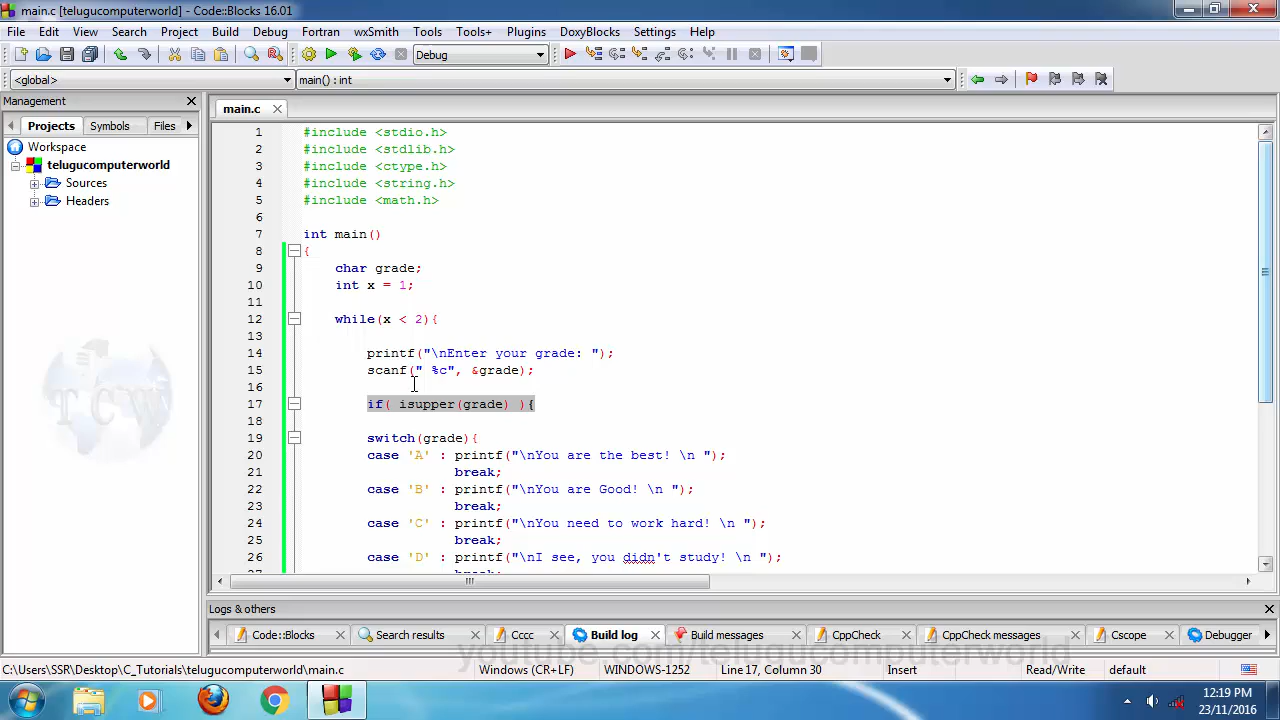 main.c [telugucomputerworld] - Code::Blocks 16.01
File Edit View Search Project Build Debug Fortran wxSmith Tools Tools+ Plugins DoxyBlocks Settings Help
Debug
<global> main() : int
Management
Projects Symbols Files
Workspace
telugucomputerworld
Sources
Headers
TCW
main.c
1 #include <stdio.h>
2 #include <stdlib.h>
3 #include <ctype.h>
4 #include <string.h>
5 #include <math.h>
6
7 int main()
8 {
9 char grade;
10 int x = 1;
11
12 while(x < 2){
13
14 printf("\nEnter your grade: ");
15 scanf(" %c", &grade);
16
17 if( isupper(grade) ){
18
19 switch(grade){
20 case 'A' : printf("\nYou are the best! \n ");
21 break;
22 case 'B' : printf("\nYou are Good! \n ");
23 break;
24 case 'C' : printf("\nYou need to work hard! \n ");
25 break;
26 case 'D' : printf("\nI see, you didn't study! \n ");
27 break;
Logs & others
Code::Blocks Search results Cccc Build log Build messages CppCheck CppCheck messages Cscope Debugger
youtube.com/telugucomputerworld
C:\Users\SSR\Desktop\C_Tutorials\telugucomputerworld\main.c Windows (CR+LF) WINDOWS-1252 Line 17, Column 30 Insert Read/Write default
12:19 PM
23/11/2016